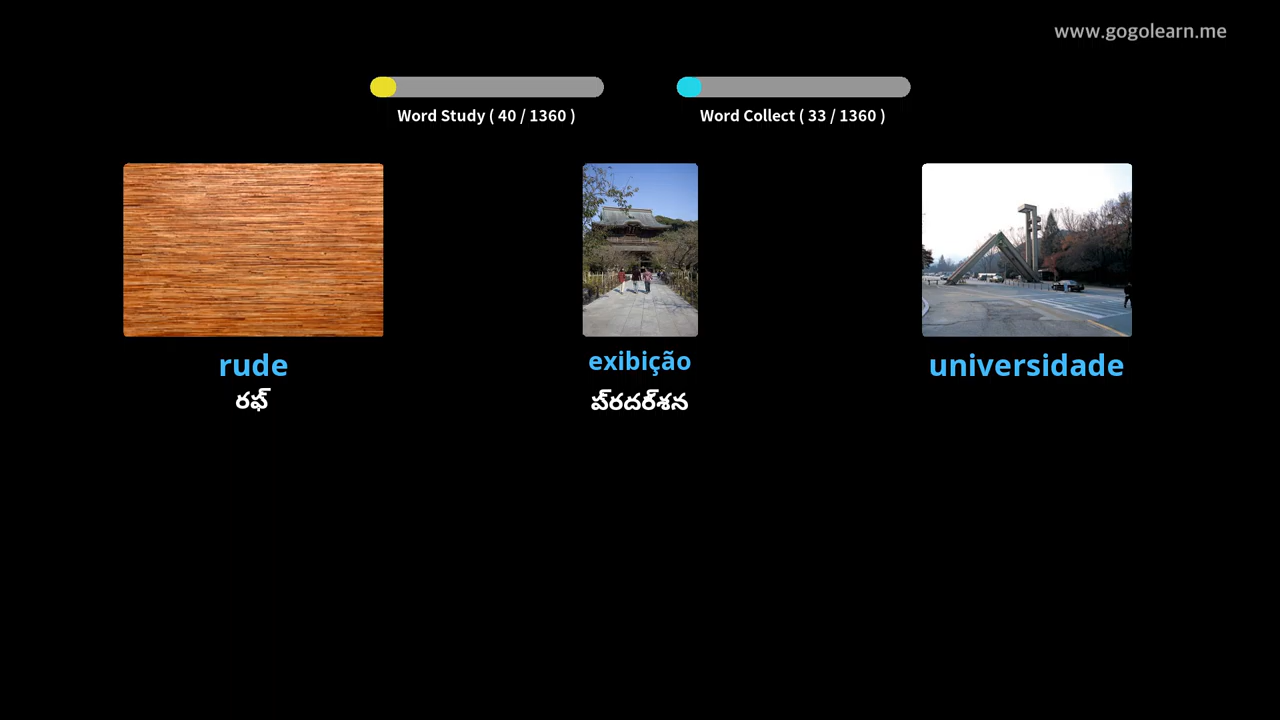 www.gogolearn.me
Word Study ( 40 / 1360 )
Word Collect ( 33 / 1360 )
rude
exibição
universidade
రఫ్
ప్రదర్శన